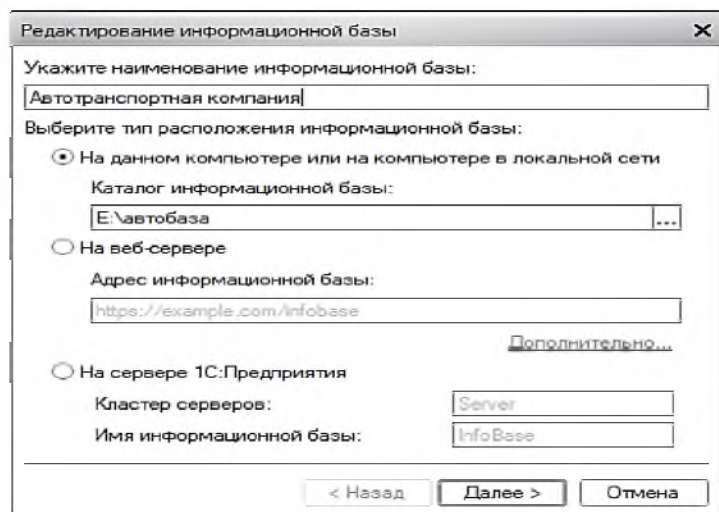 Редактирование информационной базы
Укажите наименование информационной базы:
Автотранспортная компания
Выберите тип расположения информационной базы:
На данном компьютере или на компьютере в локальной сети
Каталог информационной базы:
E:\автобаза
...
На веб-сервере
Адрес информационной базы:
https://example.com/infobase
Дополнительно...
На сервере 1С:Предприятия
Кластер серверов:
Server
Имя информационной базы:
InfoBase
< Назад
Далее >
Отмена